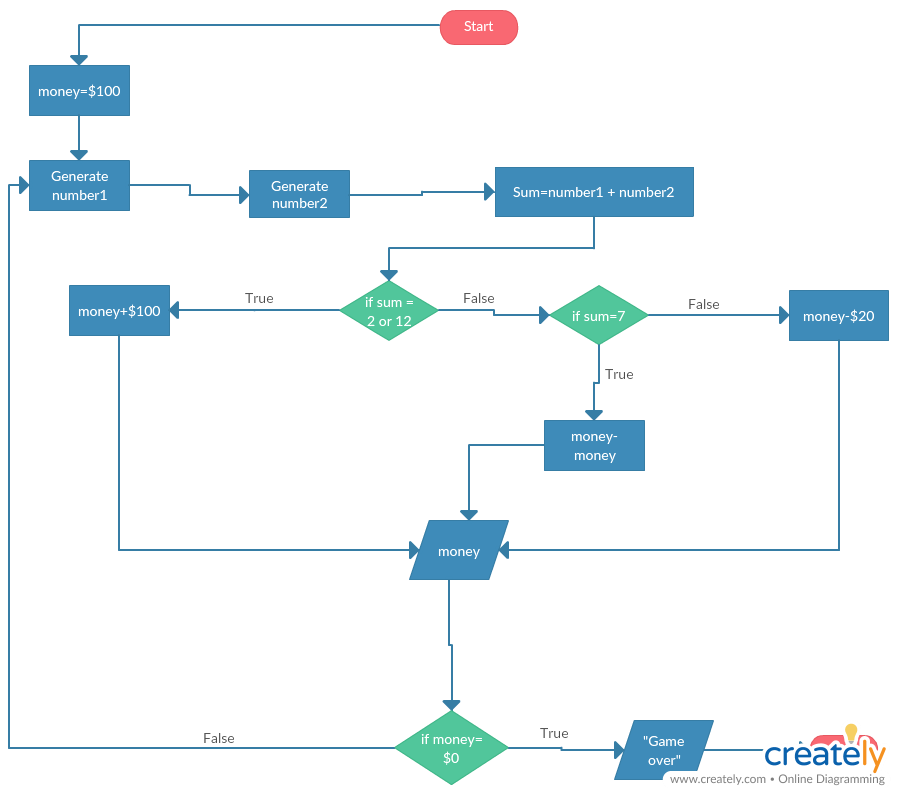 Start
money=$100
Generate
number1
Generate
number2
Sum=number1 + number2
money+$100
True
if sum =
2 or 12
False
if sum=7
False
money-$20
True
money-
money
money
False
if money=
$0
True
"Game
over"
creately
www.creately.com • Online Diagramming